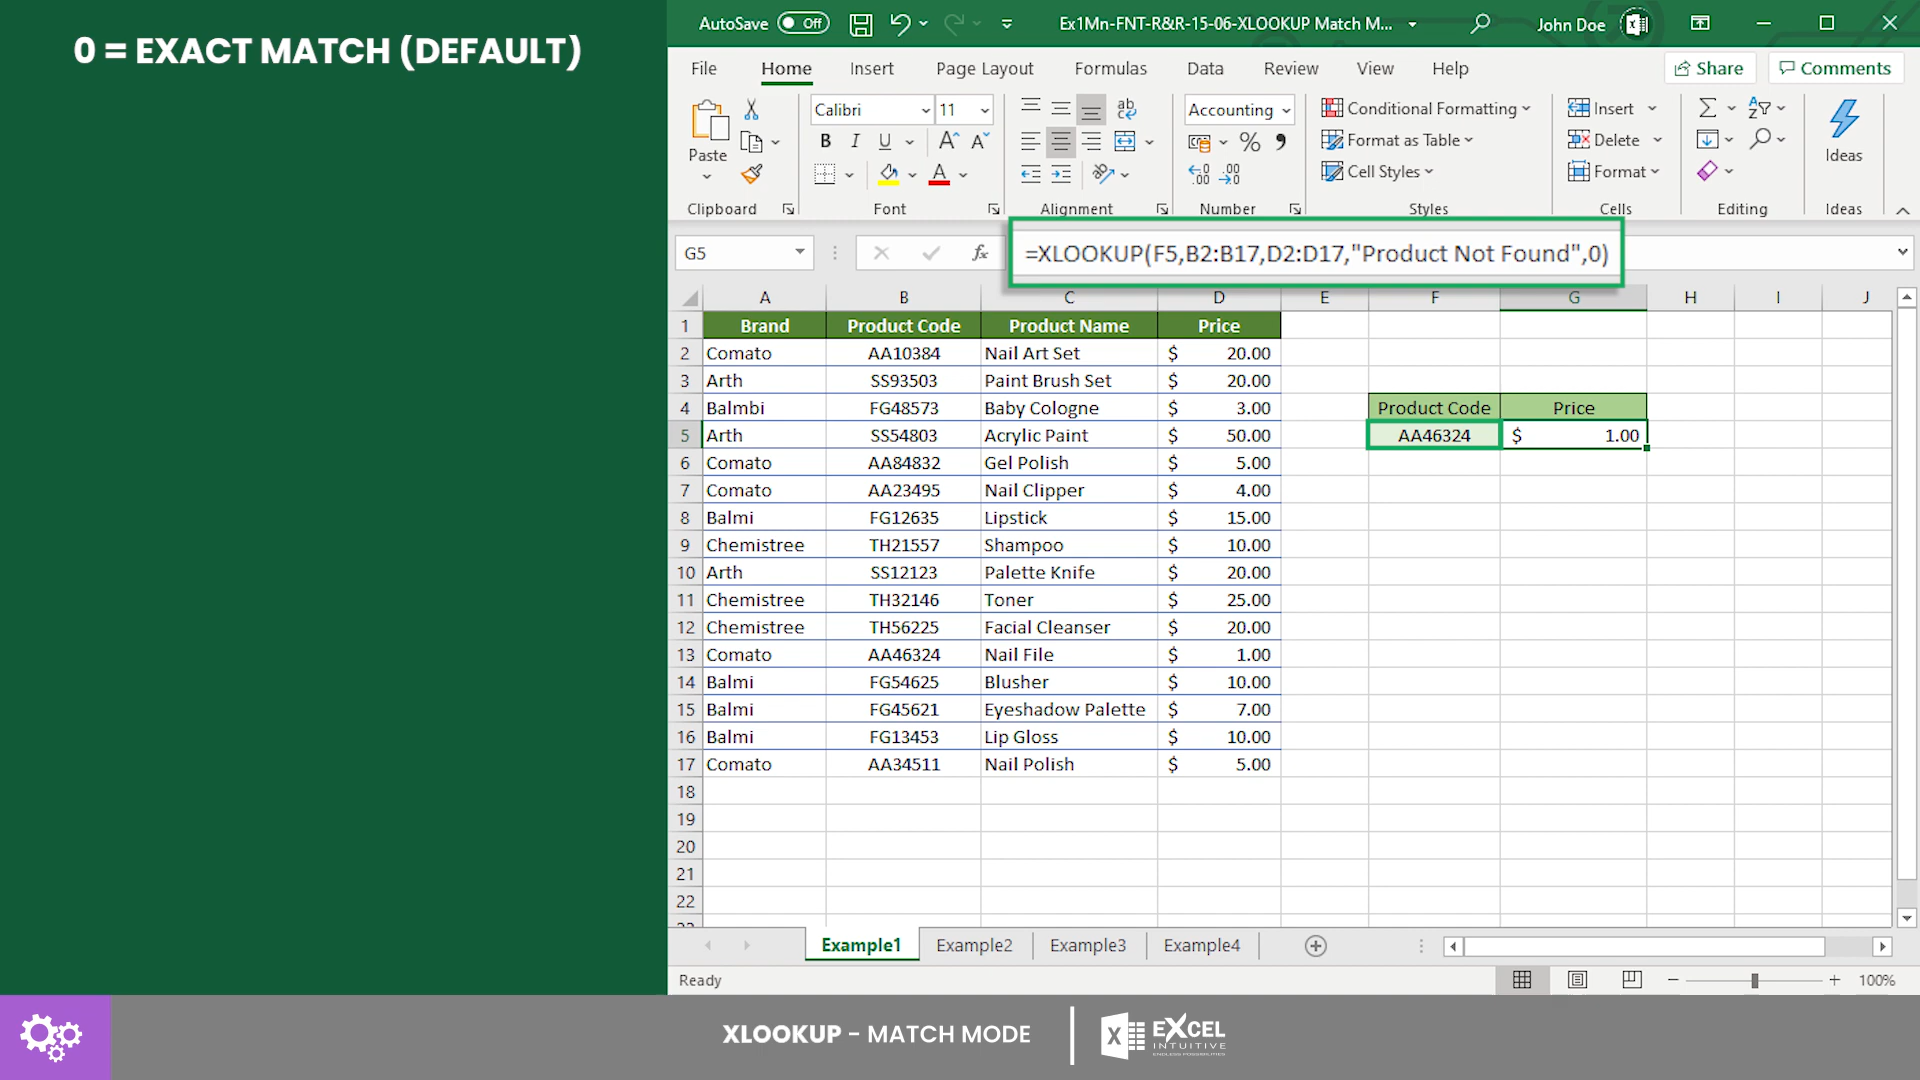 0 = EXACT MATCH (DEFAULT)
AutoSave Off Ex1Mn-FNT-R&R-15-06-XLOOKUP Match M... John Doe
File Home Insert Page Layout Formulas Data Review View Help Share Comments
Paste Calibri 11 B I U A A A ab Accounting % Conditional Formatting Format as Table Cell Styles Insert Delete Format Ideas
Clipboard Font Alignment Number Styles Cells Editing Ideas
G5 fx =XLOOKUP(F5,B2:B17,D2:D17,"Product Not Found",0)
A B C D E F G H I J
1 Brand Product Code Product Name Price
2 Comato AA10384 Nail Art Set $ 20.00
3 Arth SS93503 Paint Brush Set $ 20.00
4 Balmbi FG48573 Baby Cologne $ 3.00 Product Code Price
5 Arth SS54803 Acrylic Paint $ 50.00 AA46324 $ 1.00
6 Comato AA84832 Gel Polish $ 5.00
7 Comato AA23495 Nail Clipper $ 4.00
8 Balmi FG12635 Lipstick $ 15.00
9 Chemistree TH21557 Shampoo $ 10.00
10 Arth SS12123 Palette Knife $ 20.00
11 Chemistree TH32146 Toner $ 25.00
12 Chemistree TH56225 Facial Cleanser $ 20.00
13 Comato AA46324 Nail File $ 1.00
14 Balmi FG54625 Blusher $ 10.00
15 Balmi FG45621 Eyeshadow Palette $ 7.00
16 Balmi FG13453 Lip Gloss $ 10.00
17 Comato AA34511 Nail Polish $ 5.00
18
19
20
21
22
Example1 Example2 Example3 Example4
Ready 100%
XLOOKUP - MATCH MODE
EXCEL
INTUITIVE